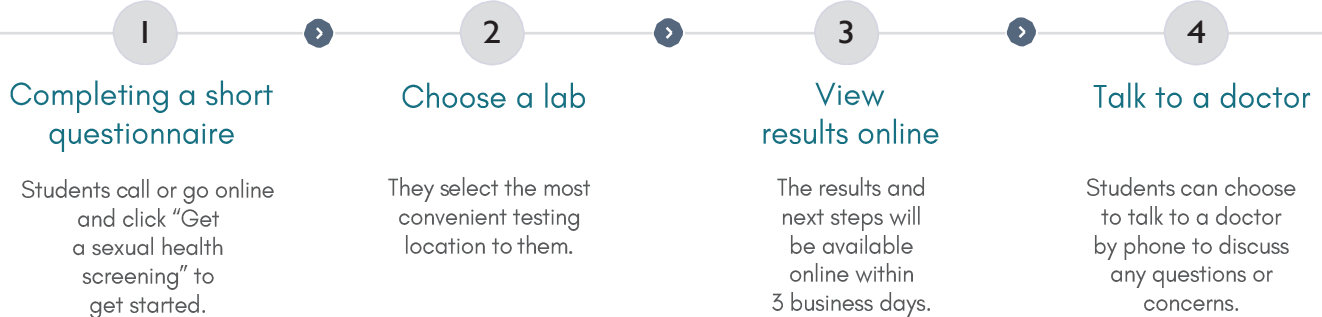 1
Completing a short
questionnaire
Students call or go online
and click “Get
a sexual health
screening” to
get started.
2
Choose a lab
They select the most
convenient testing
location to them.
3
View
results online
The results and
next steps will
be available
online within
3 business days.
4
Talk to a doctor
Students can choose
to talk to a doctor
by phone to discuss
any questions or
concerns.